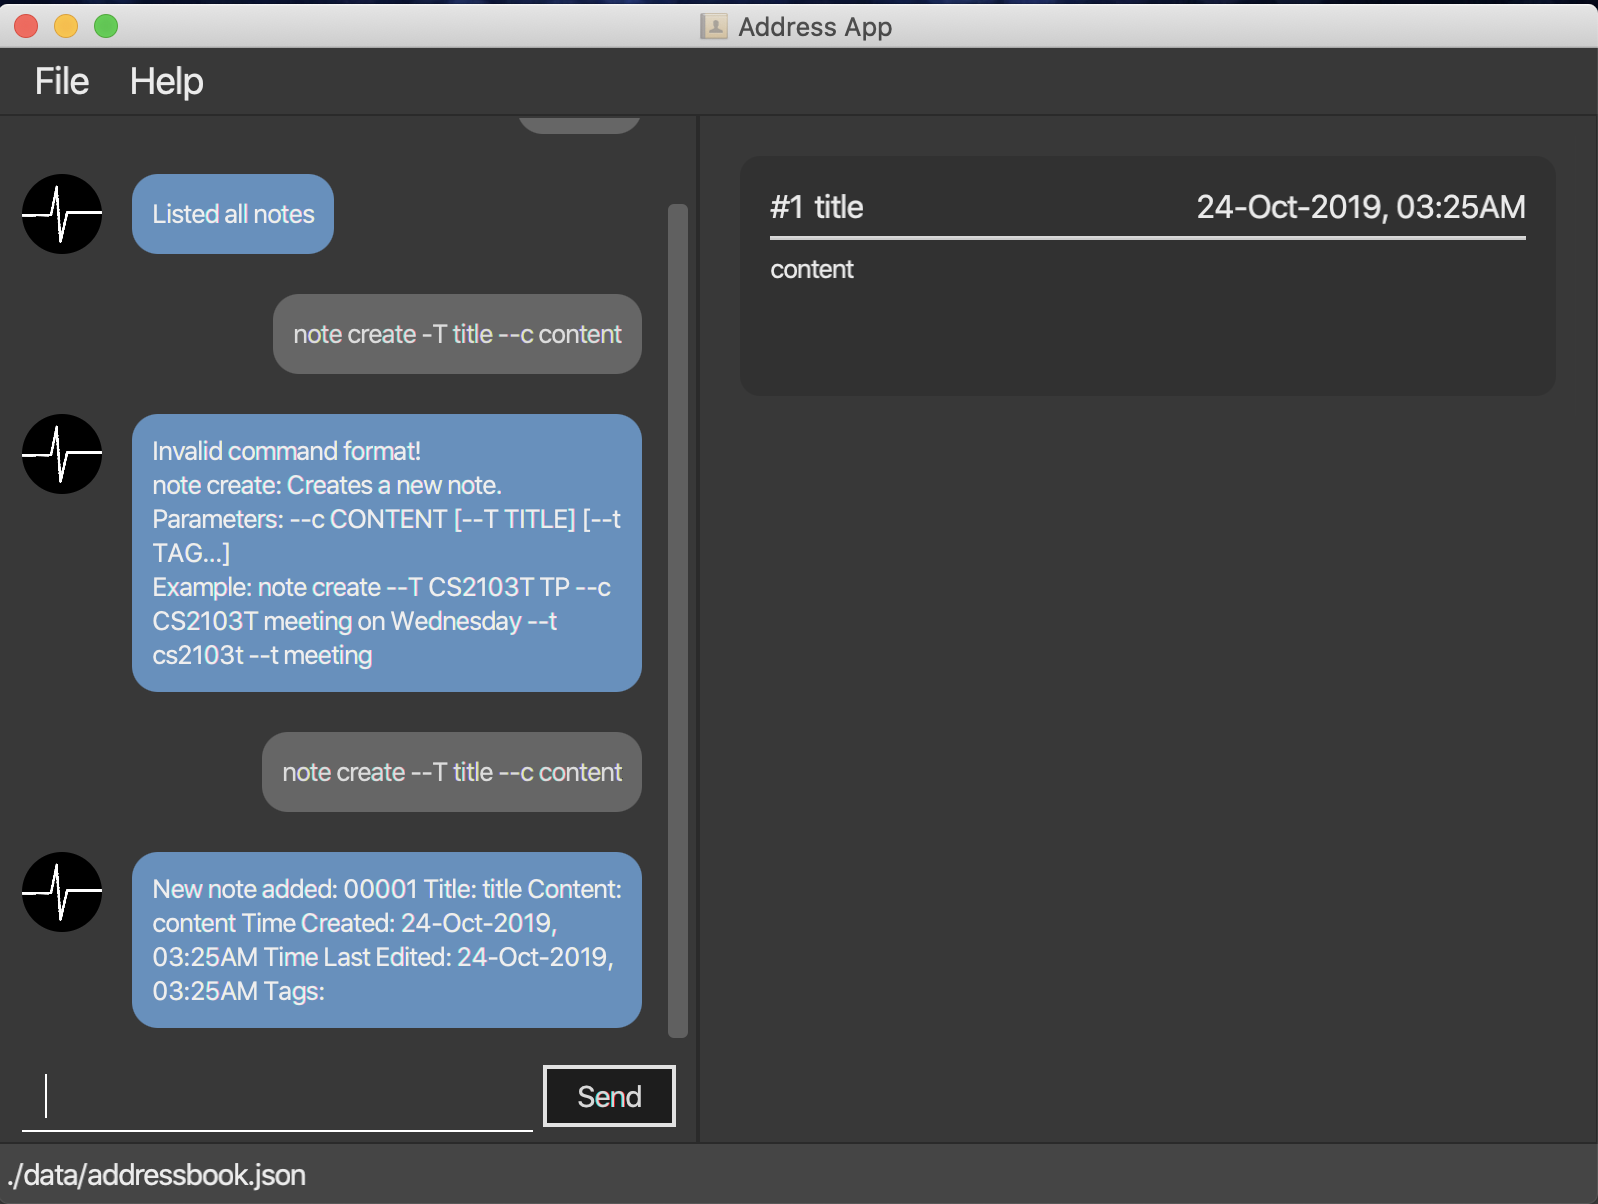 Address App
File Help
Listed all notes
note create -T title --c content
Invalid command format!
note create: Creates a new note.
Parameters: --c CONTENT [--T TITLE] [--t
TAG...]
Example: note create --T CS2103T TP --c
CS2103T meeting on Wednesday --t
cs2103t --t meeting
note create --T title --c content
New note added: 00001 Title: title Content:
content Time Created: 24-Oct-2019,
03:25AM Time Last Edited: 24-Oct-2019,
03:25AM Tags:
Send
#1 title 24-Oct-2019, 03:25AM
content
./data/addressbook.json